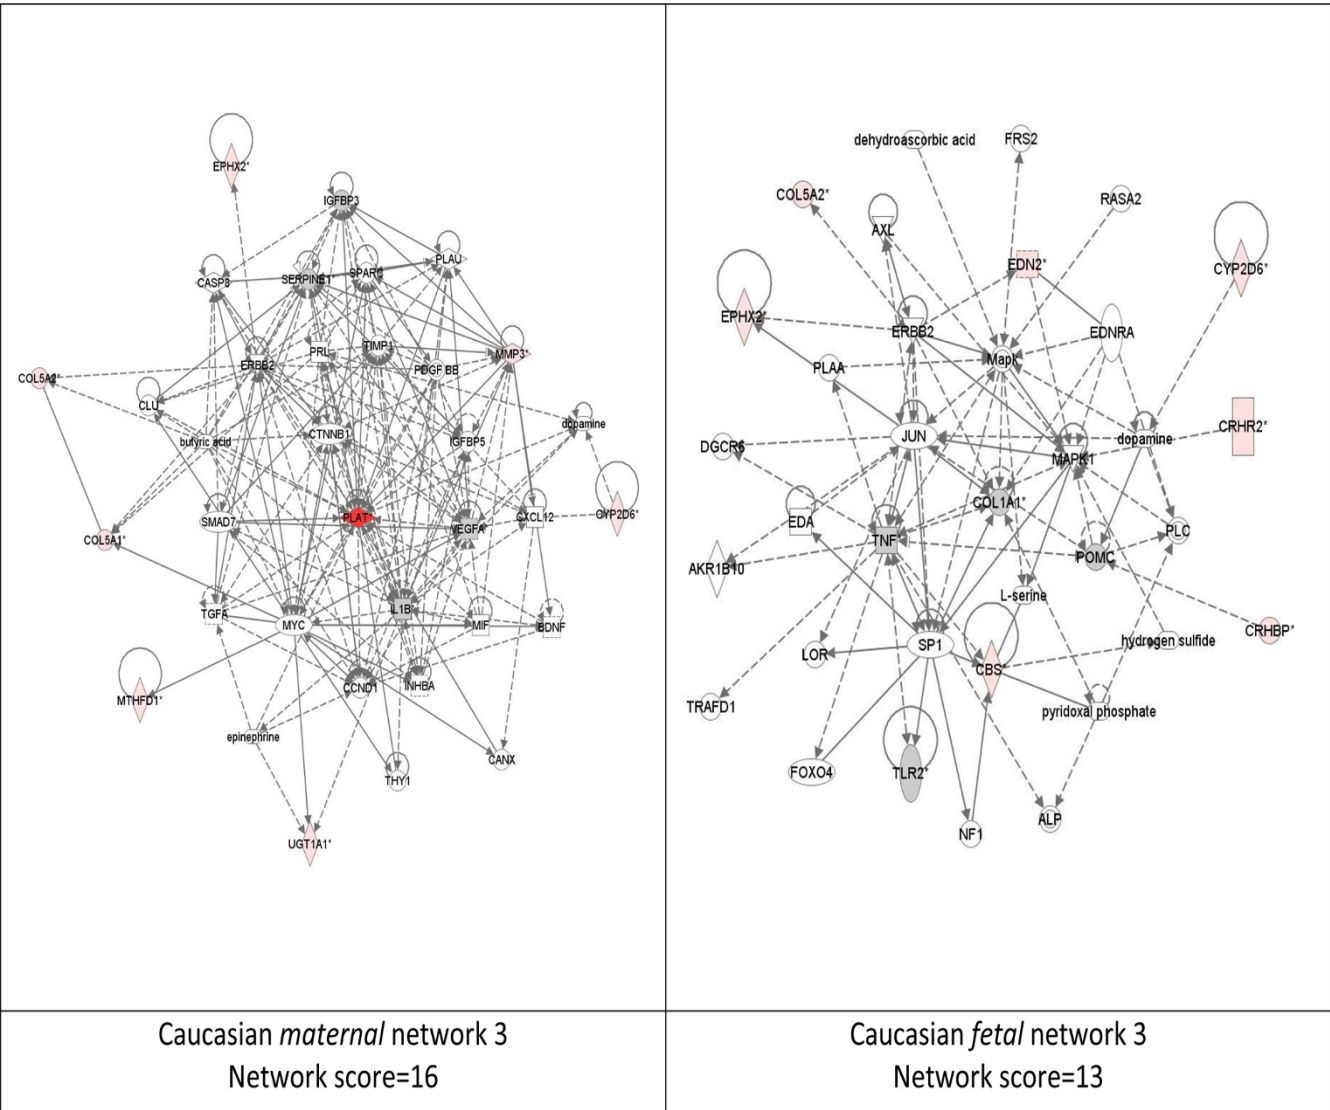 EPHX2*
IGFBP3
CASP8
SERPINE1*
SPARC
PLAU
ERBB2
PRL
TIMP1
PDGF BB
MMP3*
COL5A2*
CLU
butyric acid
CTNNB1
IGFBP5
dopamine
SMAD7
PLAT*
VEGFA
CXCL12
CYP2D6*
COL5A1*
TGFA
MYC
IL1B
MIF
BDNF
MTHFD1*
CCND1
INHBA
epinephrine
THY1
CANX
UGT1A1*
Caucasian maternal network 3
Network score=16
dehydroascorbic acid
FRS2
COL5A2*
AXL
RASA2
EDN2*
CYP2D6*
EPHX2*
ERBB2
EDNRA
PLAA
Mapk
DGCR6
JUN
MAPK1
dopamine
CRHR2*
EDA
COL1A1*
AKR1B10
TNF
POMC
PLC
L-serine
LOR
SP1
CBS*
hydrogen sulfide
CRHBP*
TRAFD1
pyridoxal phosphate
FOXO4
TLR2*
NF1
ALP
Caucasian fetal network 3
Network score=13